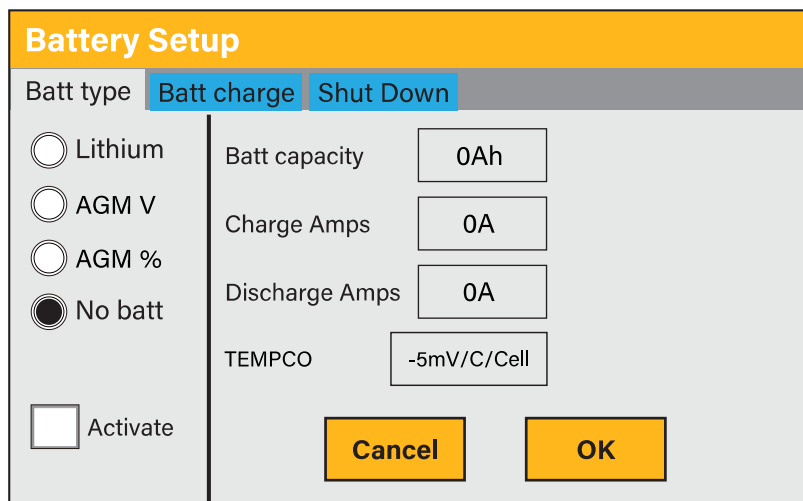 Battery Setup
Batt type Batt charge Shut Down
Lithium
AGM V
AGM %
No batt
Activate
Batt capacity 0Ah
Charge Amps 0A
Discharge Amps 0A
TEMPCO -5mV/C/Cell
Cancel OK